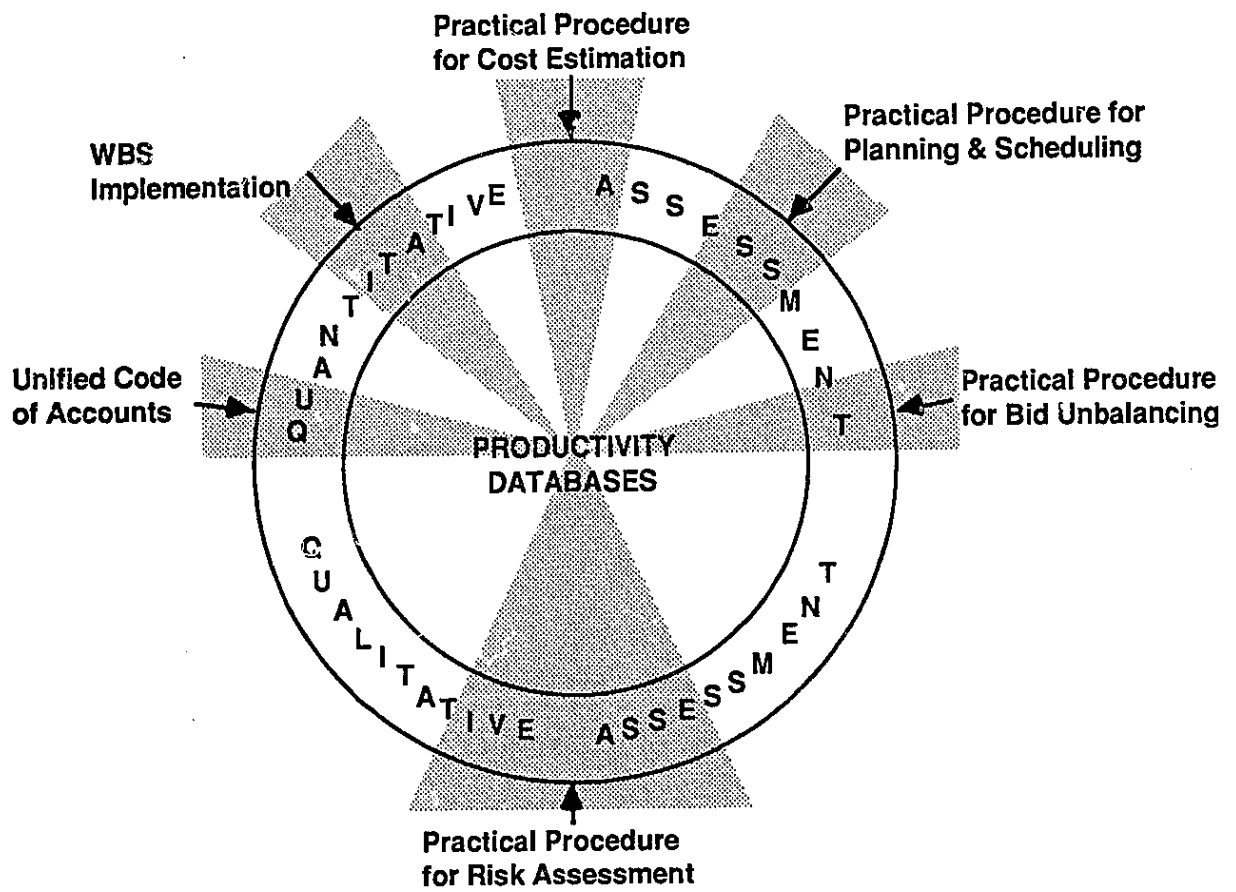 Practical Procedure
for Cost Estimation
Practical Procedure for
Planning & Scheduling
WBS
Implementation
QUANTITATIVE ASSESSMENT
Unified Code
of Accounts
Practical Procedure
for Bid Unbalancing
PRODUCTIVITY
DATABASES
QUALITATIVE ASSESSMENT
Practical Procedure
for Risk Assessment